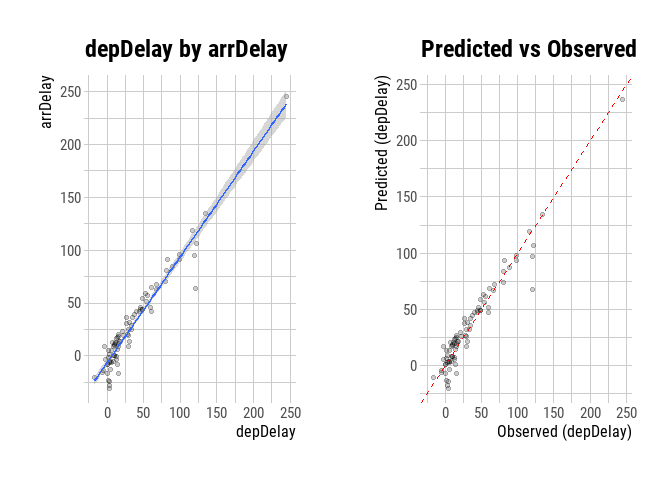 depDelay by arrDelay
arrDelay
250
200
150
100
50
0
0 50 100 150 200 250
depDelay
Predicted vs Observed
Predicted (depDelay)
250
200
150
100
50
0
0 50 100 150 200 250
Observed (depDelay)